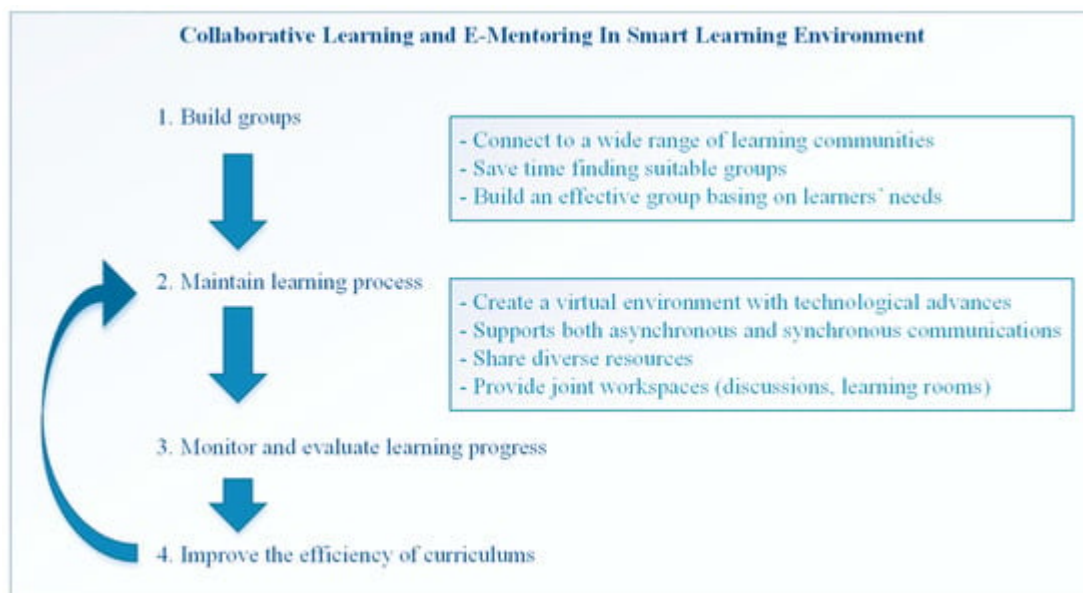 Collaborative Learning and E-Mentoring In Smart Learning Environment
1. Build groups
- Connect to a wide range of learning communities
- Save time finding suitable groups
- Build an effective group basing on learners' needs
2. Maintain learning process
- Create a virtual environment with technological advances
- Supports both asynchronous and synchronous communications
- Share diverse resources
- Provide joint workspaces (discussions, learning rooms)
3. Monitor and evaluate learning progress
4. Improve the efficiency of curriculums